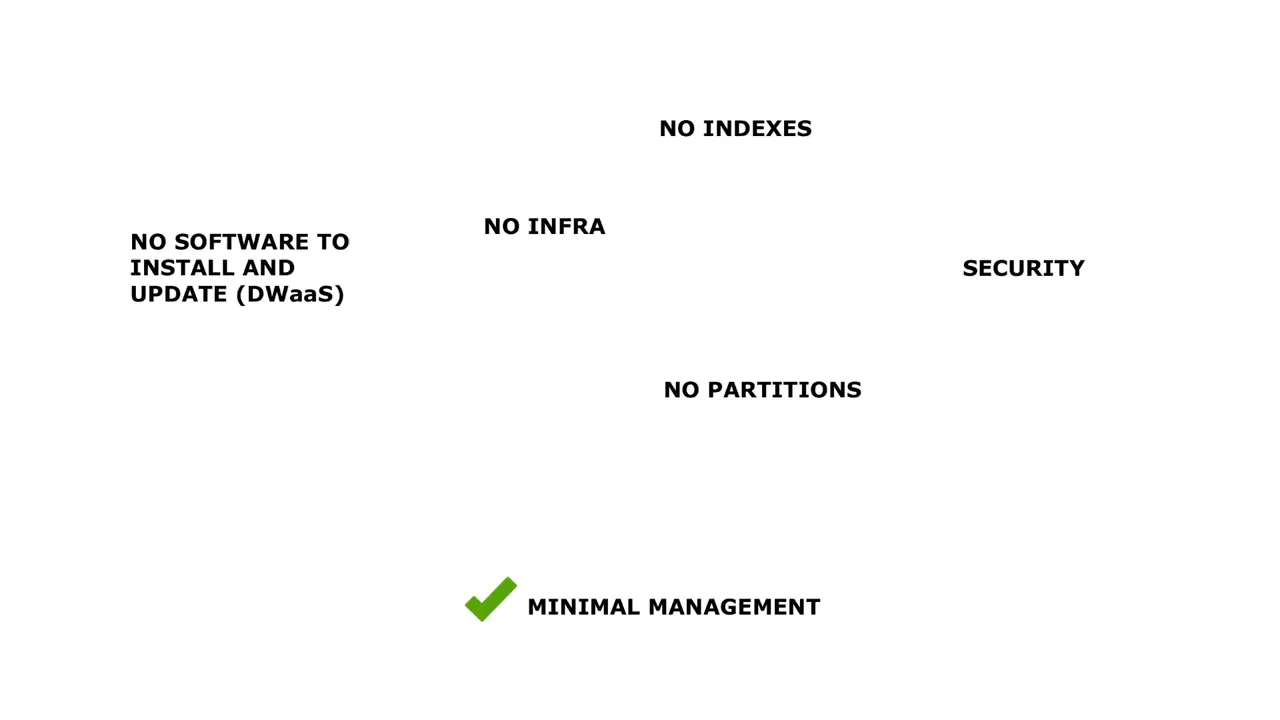 NO INDEXES
NO INFRA
NO SOFTWARE TO
INSTALL AND
UPDATE (DWaaS)
SECURITY
NO PARTITIONS
MINIMAL MANAGEMENT